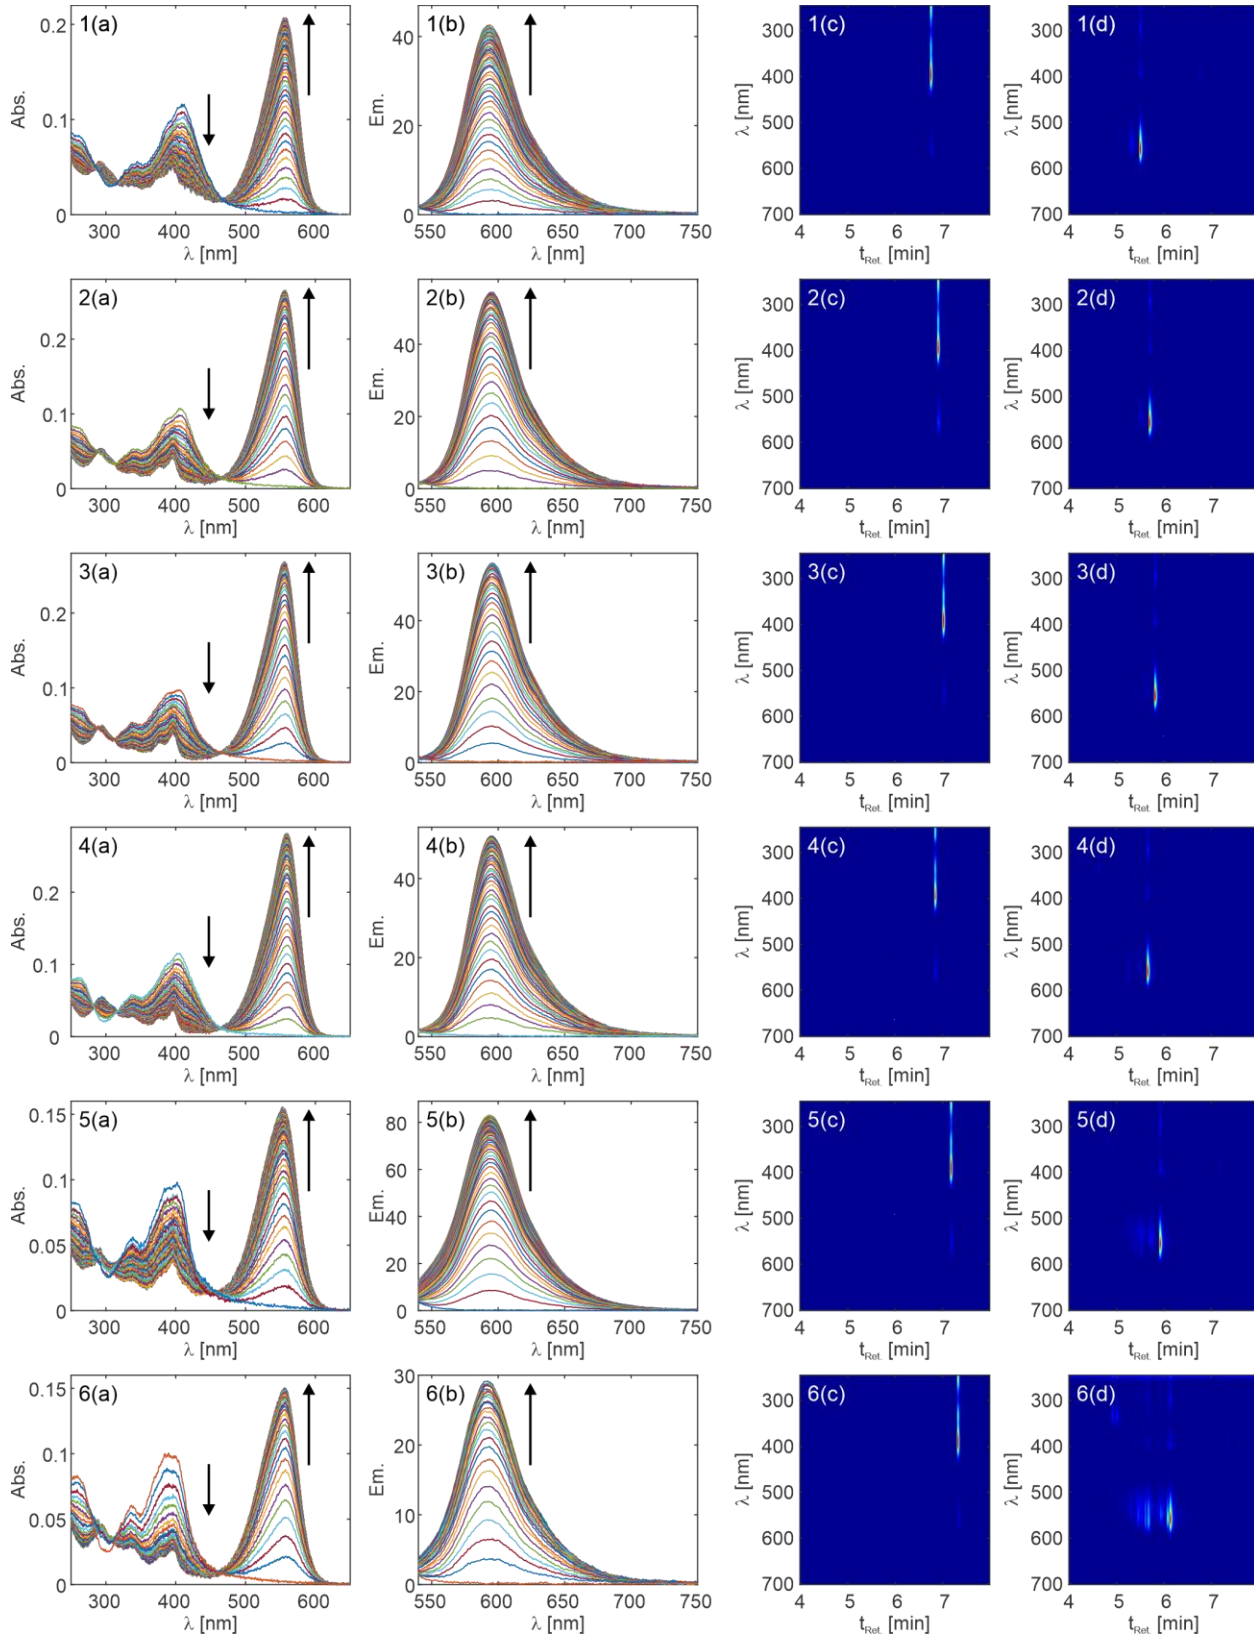 1(a)
0.2
0.1
0
Abs.
300 400 500 600
λ [nm]
1(b)
40
20
0
Em.
550 600 650 700 750
λ [nm]
1(c)
300
400
500
600
700
λ [nm]
4 5 6 7
tRet. [min]
1(d)
300
400
500
600
700
λ [nm]
4 5 6 7
tRet. [min]
2(a)
0.2
0.1
0
Abs.
300 400 500 600
λ [nm]
2(b)
40
20
0
Em.
550 600 650 700 750
λ [nm]
2(c)
300
400
500
600
700
λ [nm]
4 5 6 7
tRet. [min]
2(d)
300
400
500
600
700
λ [nm]
4 5 6 7
tRet. [min]
3(a)
0.2
0.1
0
Abs.
300 400 500 600
λ [nm]
3(b)
40
20
0
Em.
550 600 650 700 750
λ [nm]
3(c)
300
400
500
600
700
λ [nm]
4 5 6 7
tRet. [min]
3(d)
300
400
500
600
700
λ [nm]
4 5 6 7
tRet. [min]
4(a)
0.2
0.1
0
Abs.
300 400 500 600
λ [nm]
4(b)
40
20
0
Em.
550 600 650 700 750
λ [nm]
4(c)
300
400
500
600
700
λ [nm]
4 5 6 7
tRet. [min]
4(d)
300
400
500
600
700
λ [nm]
4 5 6 7
tRet. [min]
5(a)
0.15
0.1
0.05
0
Abs.
300 400 500 600
λ [nm]
5(b)
80
60
40
20
0
Em.
550 600 650 700 750
λ [nm]
5(c)
300
400
500
600
700
λ [nm]
4 5 6 7
tRet. [min]
5(d)
300
400
500
600
700
λ [nm]
4 5 6 7
tRet. [min]
6(a)
0.15
0.1
0.05
0
Abs.
300 400 500 600
λ [nm]
6(b)
30
20
10
0
Em.
550 600 650 700 750
λ [nm]
6(c)
300
400
500
600
700
λ [nm]
4 5 6 7
tRet. [min]
6(d)
300
400
500
600
700
λ [nm]
4 5 6 7
tRet. [min]